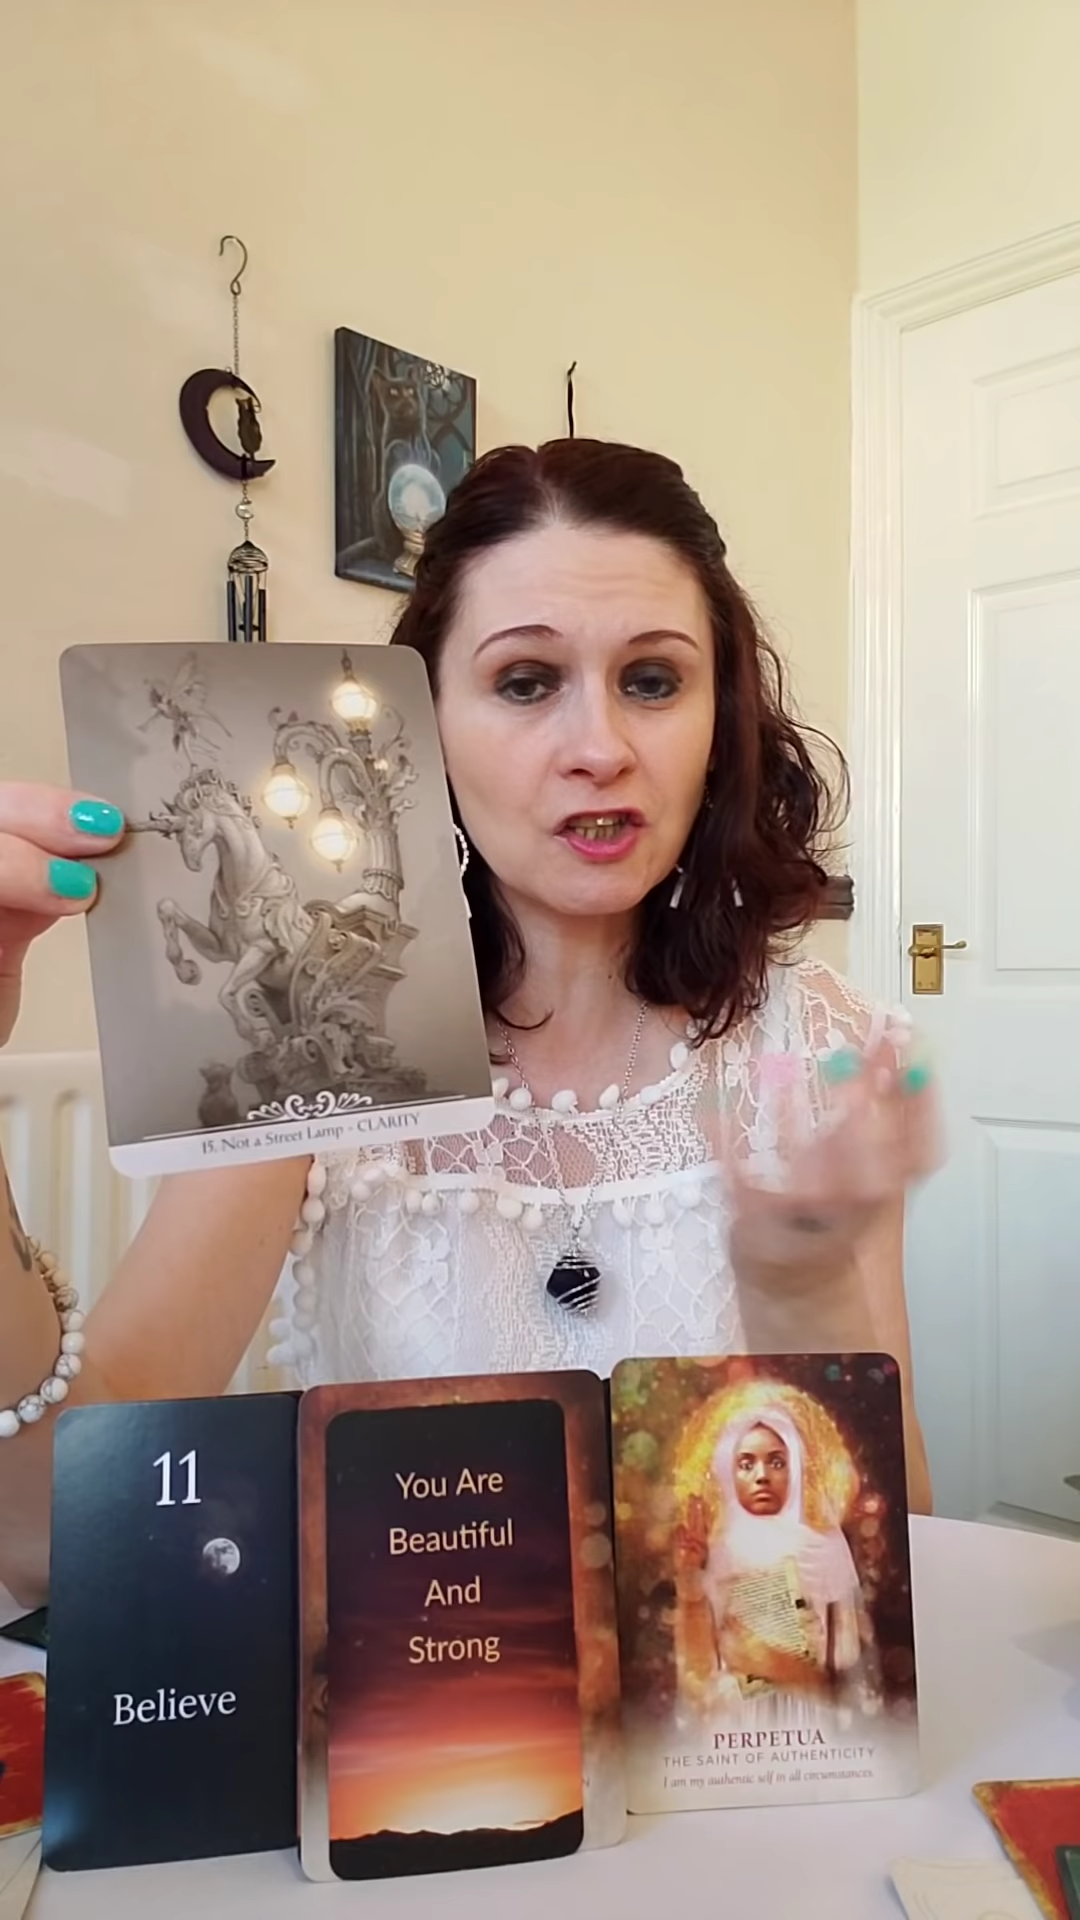 15. Not a Street Lamp - CLARITY
11
Believe
You Are
Beautiful
And
Strong
PERPETUA
THE SAINT OF AUTHENTICITY
I am my authentic self in all circumstances.
N